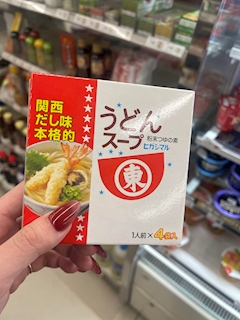 関西
だし味
本格的
うどん
スープ
粉末つゆの素
ヒガシマル
東
1人前×4袋入